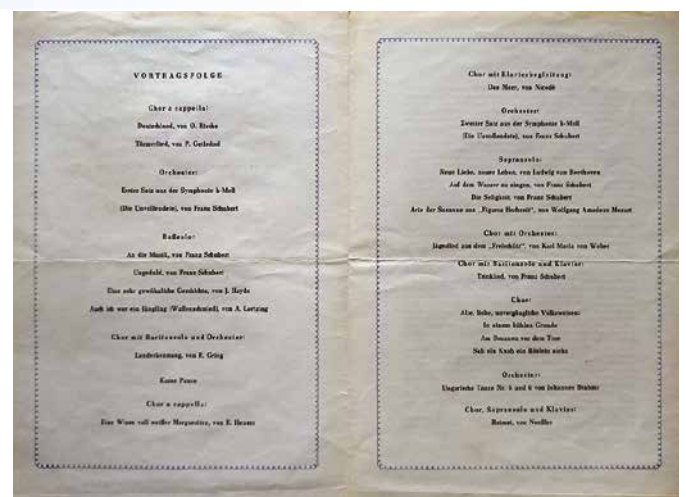 VORTRAGSFOLGE
Chor a cappella:
Deutschland, von O.
von P.
Orchester:
Erster Satz aus der Symphonie h-Moll
(Die Unvollendete), von Franz Schubert
Baßsolo:
An die Musik, von Franz Schubert
Ungeduld, von Franz Schubert
Eine sehr gewöhnliche Geschichte, von J. Haydn
Auch ich war ein Jüngling (Waffenschmied), von A. Lortzing
Chor mit Baritonsolo und Orchester:
Landerkennung, von E. Grieg
Kurze Pause
Chor a cappella:
Eine Wiese voll weißer Margeriten, von E.
Chor mit Klavierbegleitung:
Das Meer, von Nicodé
Orchester:
Zweiter Satz aus der Symphonie h-Moll
(Die Unvollendete), von Franz Schubert
Sopransolo:
Neue Liebe, neues Leben, von Ludwig van Beethoven
Auf dem Wasser zu singen, von Franz Schubert
Die Seligkeit, von Franz Schubert
Arie der Susanne aus „Figaros Hochzeit", von Wolfgang Amadeus Mozart
Chor mit Orchester:
Jägerlied aus dem „Freischütz", von Karl Maria von Weber
Chor mit Baritonsolo und Klavier:
Trinklied, von Franz Schubert
Chor:
Alte, liebe, unvergängliche Volksweisen:
In einem kühlen Grunde
Am Brunnen vor dem Tore
Sah ein Knab ein Röslein stehn
Orchester:
Ungarische Tänze Nr. 5 und 6 von Johannes Brahms
Chor, Sopransolo und Klavier:
Heimat, von